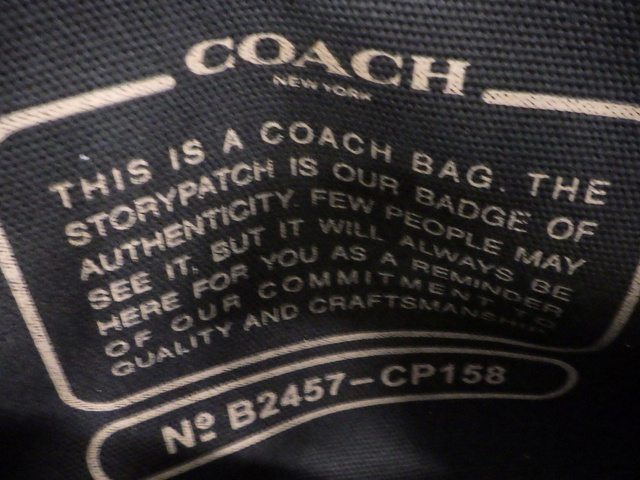 COACH
NEW YORK
THIS IS A COACH BAG. THE
STORYPATCH IS OUR BADGE OF
AUTHENTICITY. FEW PEOPLE MAY
SEE IT. BUT IT WILL ALWAYS BE
HERE FOR YOU AS A REMINDER
OF OUR COMMITMENT TO
QUALITY AND CRAFTSMANSHIP
Nº B2457-CP158